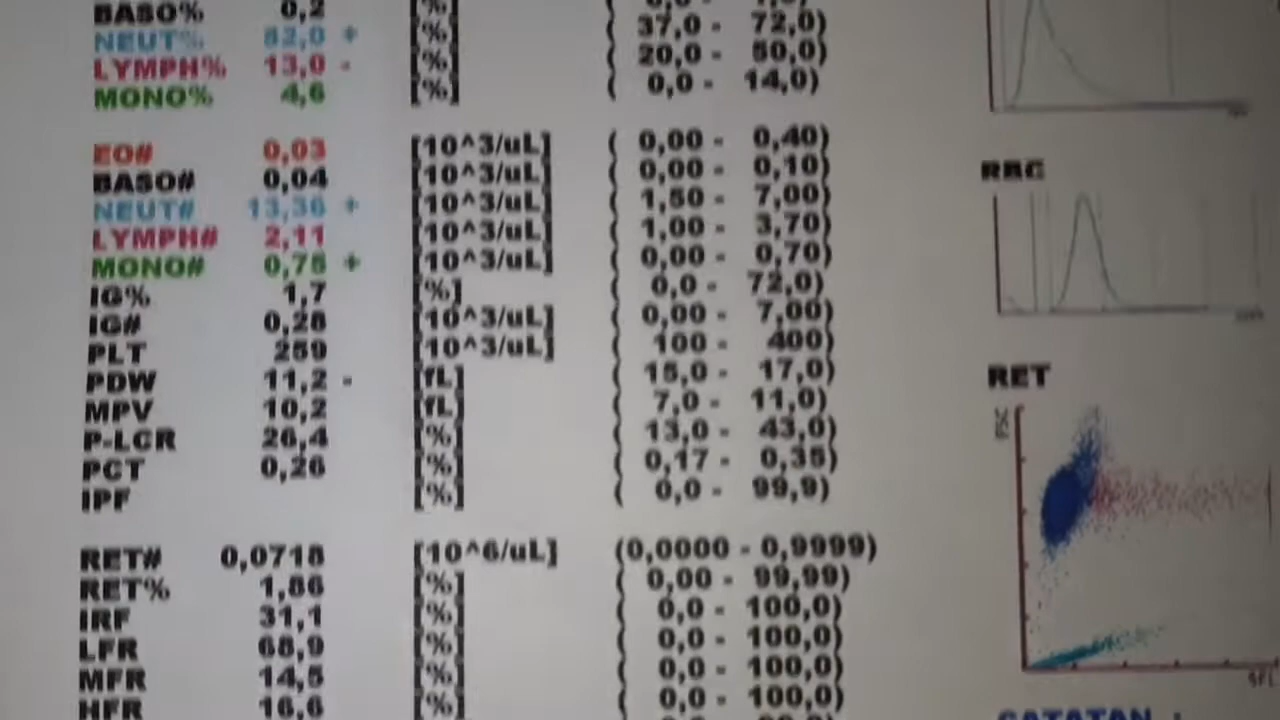 BASO% 0,2 [%]
NEUT% 82,0 + [%] ( 37,0 - 72,0)
LYMPH% 13,0 - [%] ( 20,0 - 50,0)
MONO% 4,6 [%] ( 0,0 - 14,0)
EO# 0,03 [10^3/uL] ( 0,00 - 0,40)
BASO# 0,04 [10^3/uL] ( 0,00 - 0,10)
NEUT# 13,36 + [10^3/uL] ( 1,50 - 7,00)
LYMPH# 2,11 [10^3/uL] ( 1,00 - 3,70)
MONO# 0,75 + [10^3/uL] ( 0,00 - 0,70)
IG% 1,7 [%] ( 0,0 - 72,0)
IG# 0,28 [10^3/uL] ( 0,00 - 7,00)
PLT 259 [10^3/uL] ( 100 - 400)
PDW 11,2 - [fL] ( 15,0 - 17,0)
MPV 10,2 [fL] ( 7,0 - 11,0)
P-LCR 26,4 [%] ( 13,0 - 43,0)
PCT 0,26 [%] ( 0,17 - 0,35)
IPF [%] ( 0,0 - 99,9)
RET# 0,0718 [10^6/uL] (0,0000 - 0,9999)
RET% 1,86 [%] ( 0,00 - 99,99)
IRF 31,1 [%] ( 0,0 - 100,0)
LFR 68,9 [%] ( 0,0 - 100,0)
MFR 14,5 [%] ( 0,0 - 100,0)
HFR 16,6 [%] ( 0,0 - 100,0)
RBC
RET
FSC
SFL
CATATAN :